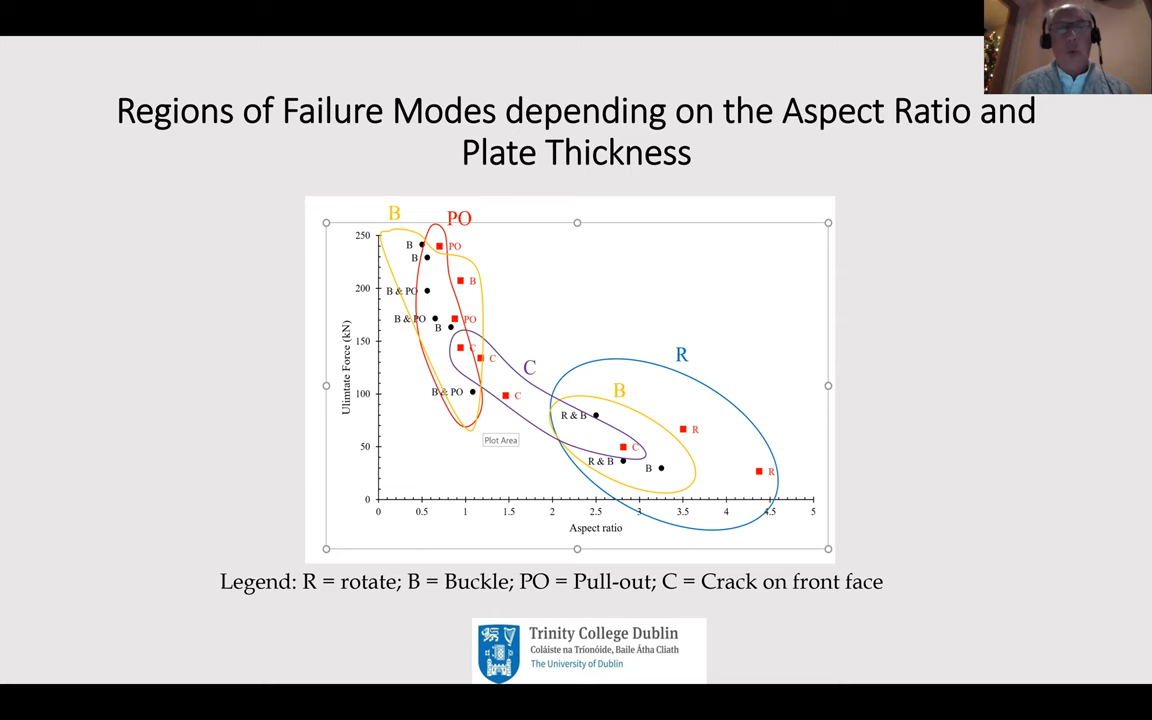 Regions of Failure Modes depending on the Aspect Ratio and
Plate Thickness
B
PO
250
B
PO
B
200
B
B & PO
B & PO
PO
B
150
C
C
C
R
B & PO
100
C
B
R & B
R
50
C
R & B
B
R
0
Plot Area
Ulimtate Force (kN)
0 0.5 1 1.5 2 2.5 3 3.5 4 4.5 5
Aspect ratio
Legend: R = rotate; B = Buckle; PO = Pull-out; C = Crack on front face
Trinity College Dublin
Coláiste na Tríonóide, Baile Átha Cliath
The University of Dublin